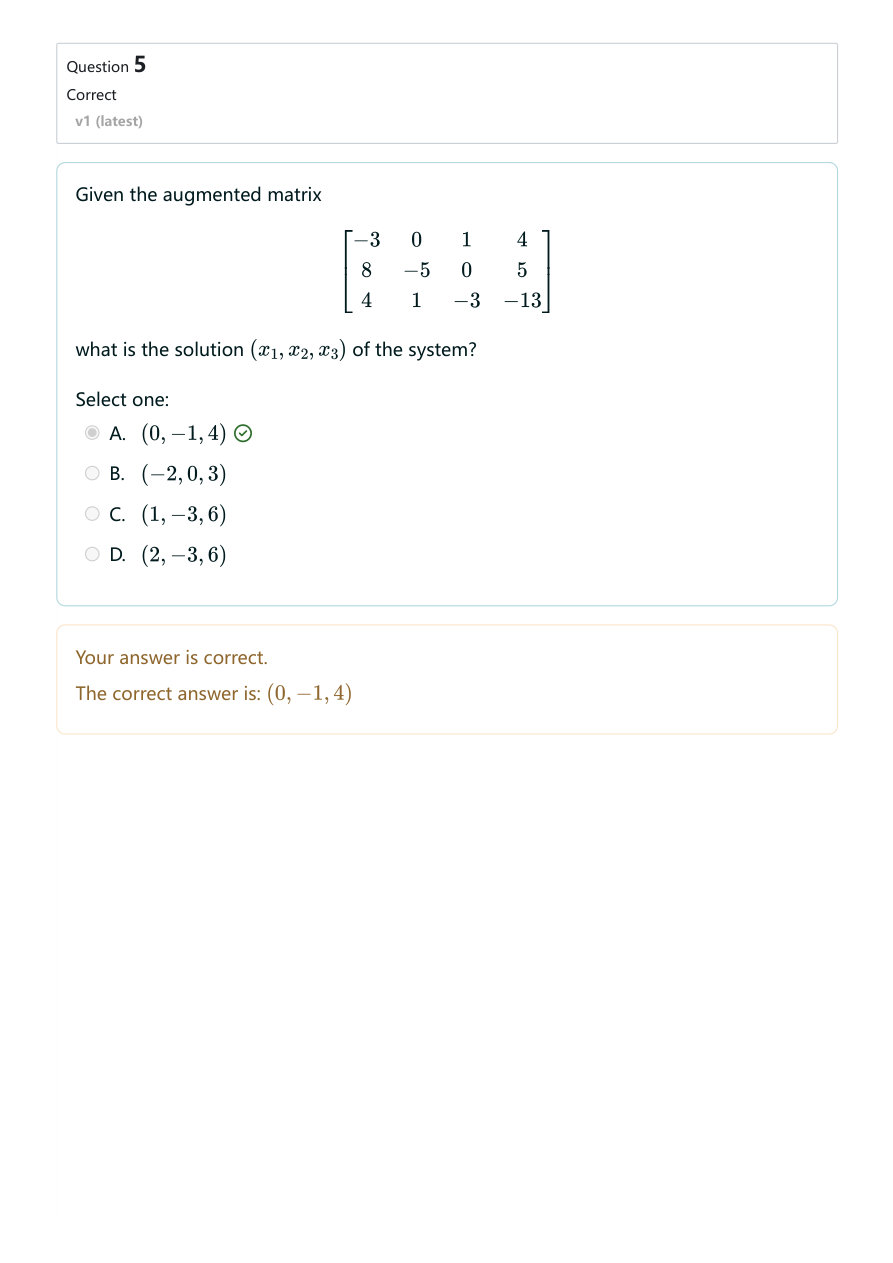 Question 5
Correct
v1 (latest)
Given the augmented matrix
−3 0 1 4
8 −5 0 5
4 1 −3 −13
what is the solution (x₁, x₂, x₃) of the system?
Select one:
A. (0, −1, 4)
B. (−2, 0, 3)
C. (1, −3, 6)
D. (2, −3, 6)
Your answer is correct.
The correct answer is: (0, −1, 4)